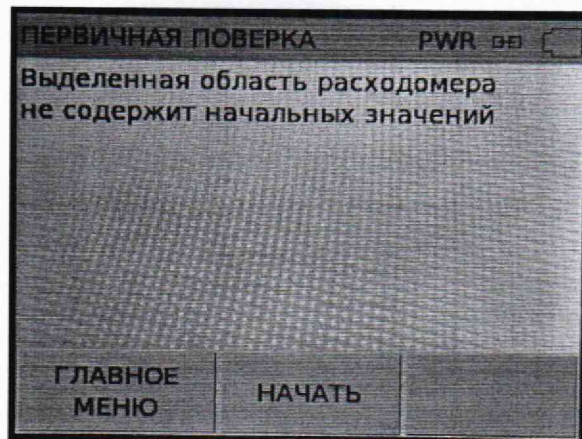 ПЕРВИЧНАЯ ПОВЕРКА PWR
Выделенная область расходомера
не содержит начальных значений
ГЛАВНОЕ
МЕНЮ
НАЧАТЬ